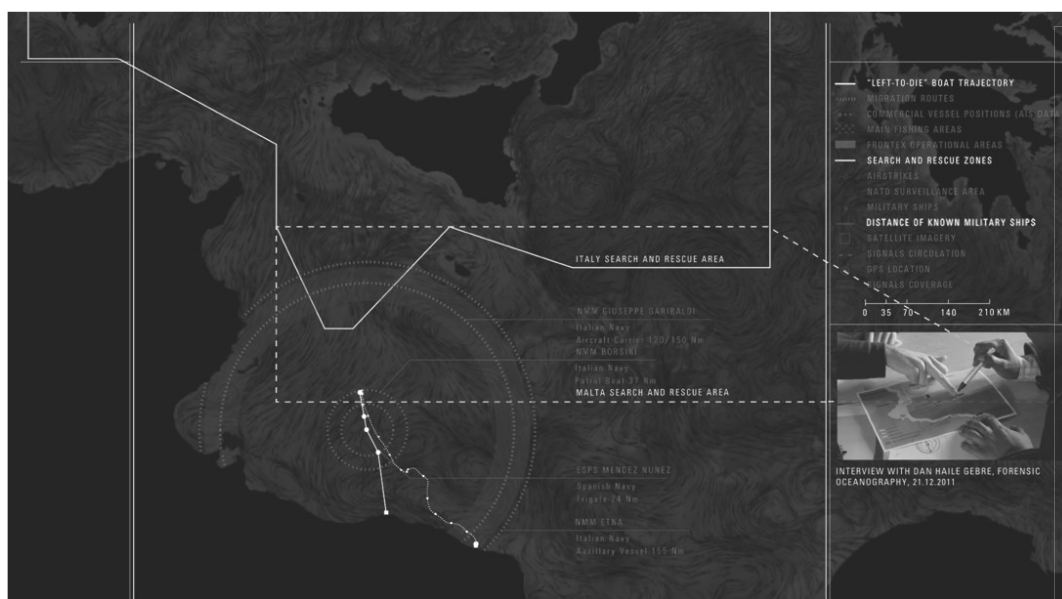 "LEFT-TO-DIE" BOAT TRAJECTORY
MIGRATION ROUTES
COMMERCIAL VESSEL POSITIONS (AIS DATA
MAIN FISHING AREAS
FRONTEX OPERATIONAL AREAS
SEARCH AND RESCUE ZONES
AIRSTRIKES
NATO SURVEILLANCE AREA
MILITARY SHIPS
DISTANCE OF KNOWN MILITARY SHIPS
SATELLITE IMAGERY
SIGNALS CIRCULATION
GPS LOCATION
SIGNALS COVERAGE
0 35 70 140 210 KM
ITALY SEARCH AND RESCUE AREA
NMM GIUSEPPE GARIBALDI
Italian Navy
Aircraft Carrier 123/150 Nm
NMM BORSINI
Italian Navy
Patrol Boat 37 Nm
MALTA SEARCH AND RESCUE AREA
ESPS MENDEZ NUNEZ
Spanish Navy
Frigate 24 Nm
NMM ETNA
Italian Navy
Auxillary Vessel 155 Nm
INTERVIEW WITH DAN HAILE GEBRE, FORENSIC
OCEANOGRAPHY, 21.12.2011